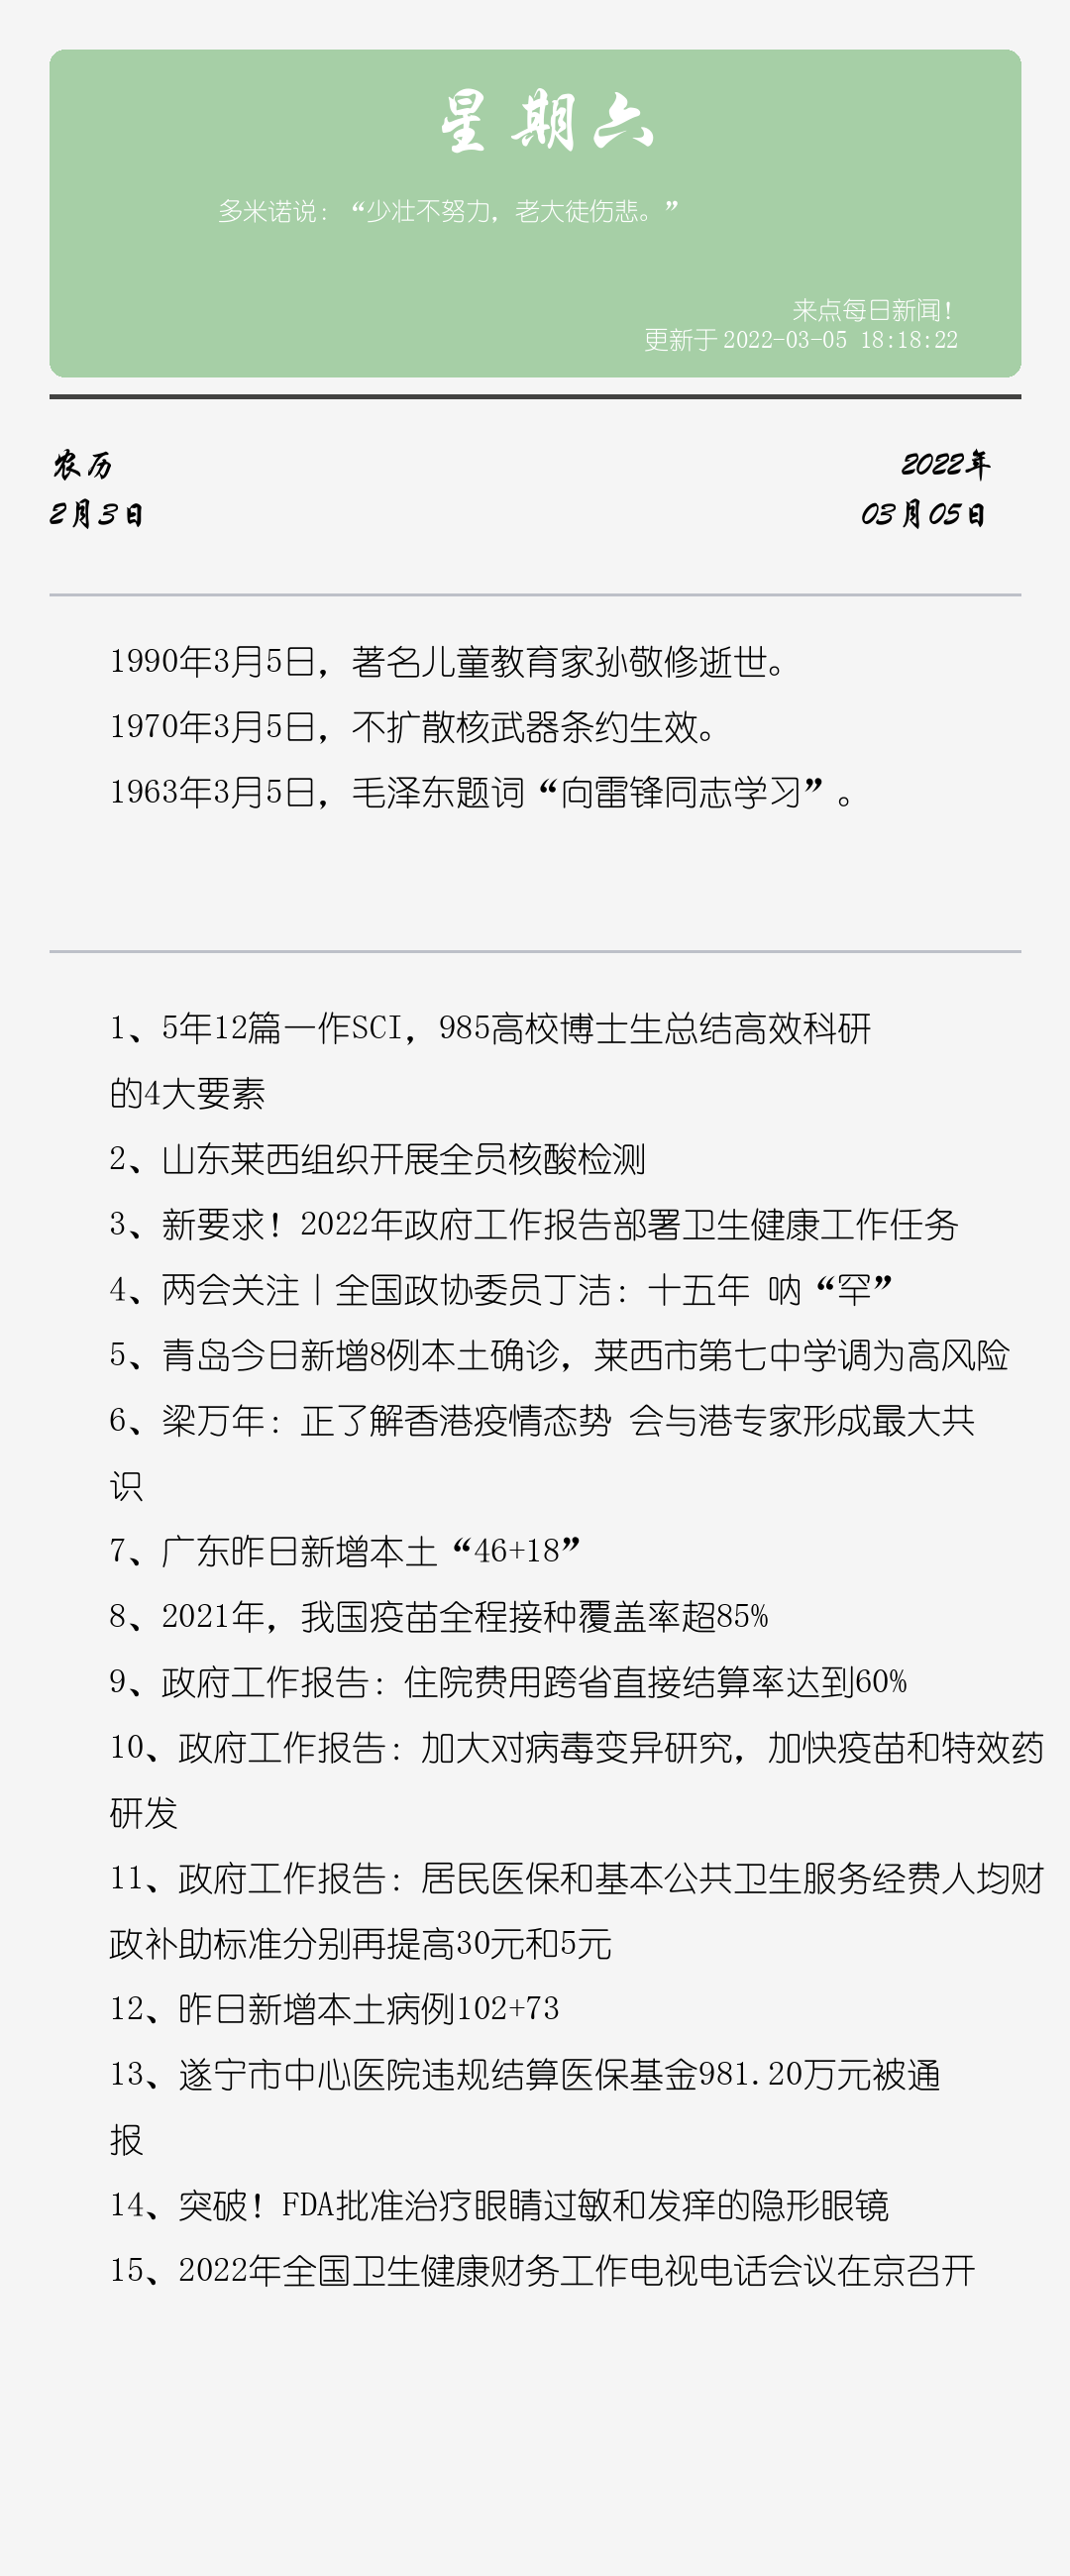 星期六
多米诺说：“少壮不努力，老大徒伤悲。”
来点每日新闻！
更新于 2022-03-05 18:18:22
农历
2月3日
2022年
03月05日
1990年3月5日，著名儿童教育家孙敬修逝世。
1970年3月5日，不扩散核武器条约生效。
1963年3月5日，毛泽东题词“向雷锋同志学习”。
1、5年12篇一作SCI，985高校博士生总结高效科研
的4大要素
2、山东莱西组织开展全员核酸检测
3、新要求！2022年政府工作报告部署卫生健康工作任务
4、两会关注丨全国政协委员丁洁：十五年 呐“罕”
5、青岛今日新增8例本土确诊，莱西市第七中学调为高风险
6、梁万年：正了解香港疫情态势 会与港专家形成最大共
识
7、广东昨日新增本土“46+18”
8、2021年，我国疫苗全程接种覆盖率超85%
9、政府工作报告：住院费用跨省直接结算率达到60%
10、政府工作报告：加大对病毒变异研究，加快疫苗和特效药
研发
11、政府工作报告：居民医保和基本公共卫生服务经费人均财
政补助标准分别再提高30元和5元
12、昨日新增本土病例102+73
13、遂宁市中心医院违规结算医保基金981.20万元被通
报
14、突破！FDA批准治疗眼睛过敏和发痒的隐形眼镜
15、2022年全国卫生健康财务工作电视电话会议在京召开